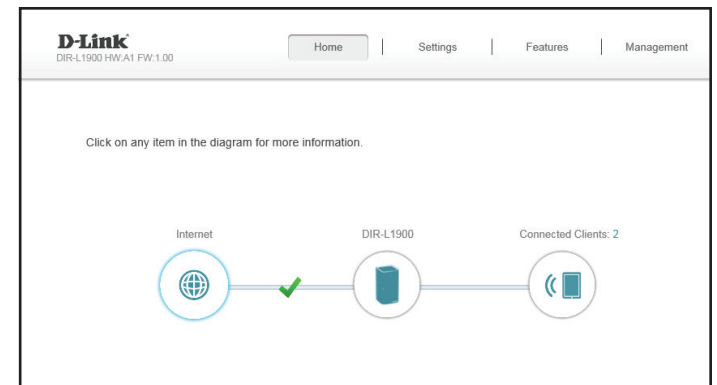 D-Link
DIR-L1900 HW:A1 FW:1.00
Home
Settings
Features
Management
Click on any item in the diagram for more information.
Internet
DIR-L1900
Connected Clients: 2